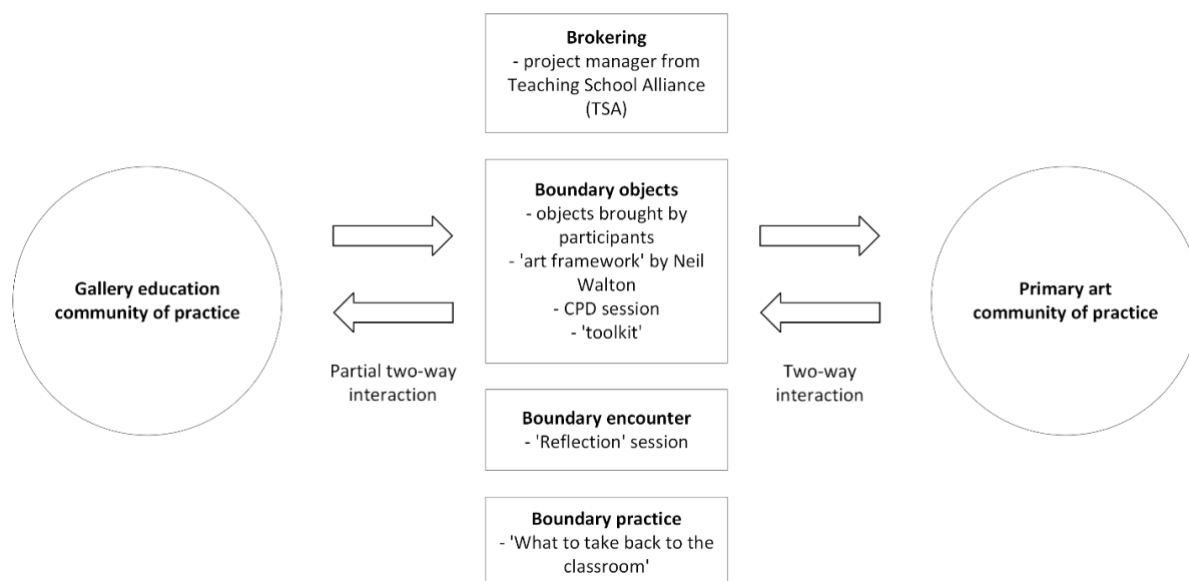 Brokering
- project manager from
Teaching School Alliance
(TSA)
Boundary objects
- objects brought by
participants
- 'art framework' by Neil
Walton
- CPD session
- 'toolkit'
Gallery education
community of practice
Primary art
community of practice
Partial two-way
interaction
Two-way
interaction
Boundary encounter
- 'Reflection' session
Boundary practice
- 'What to take back to the
classroom'